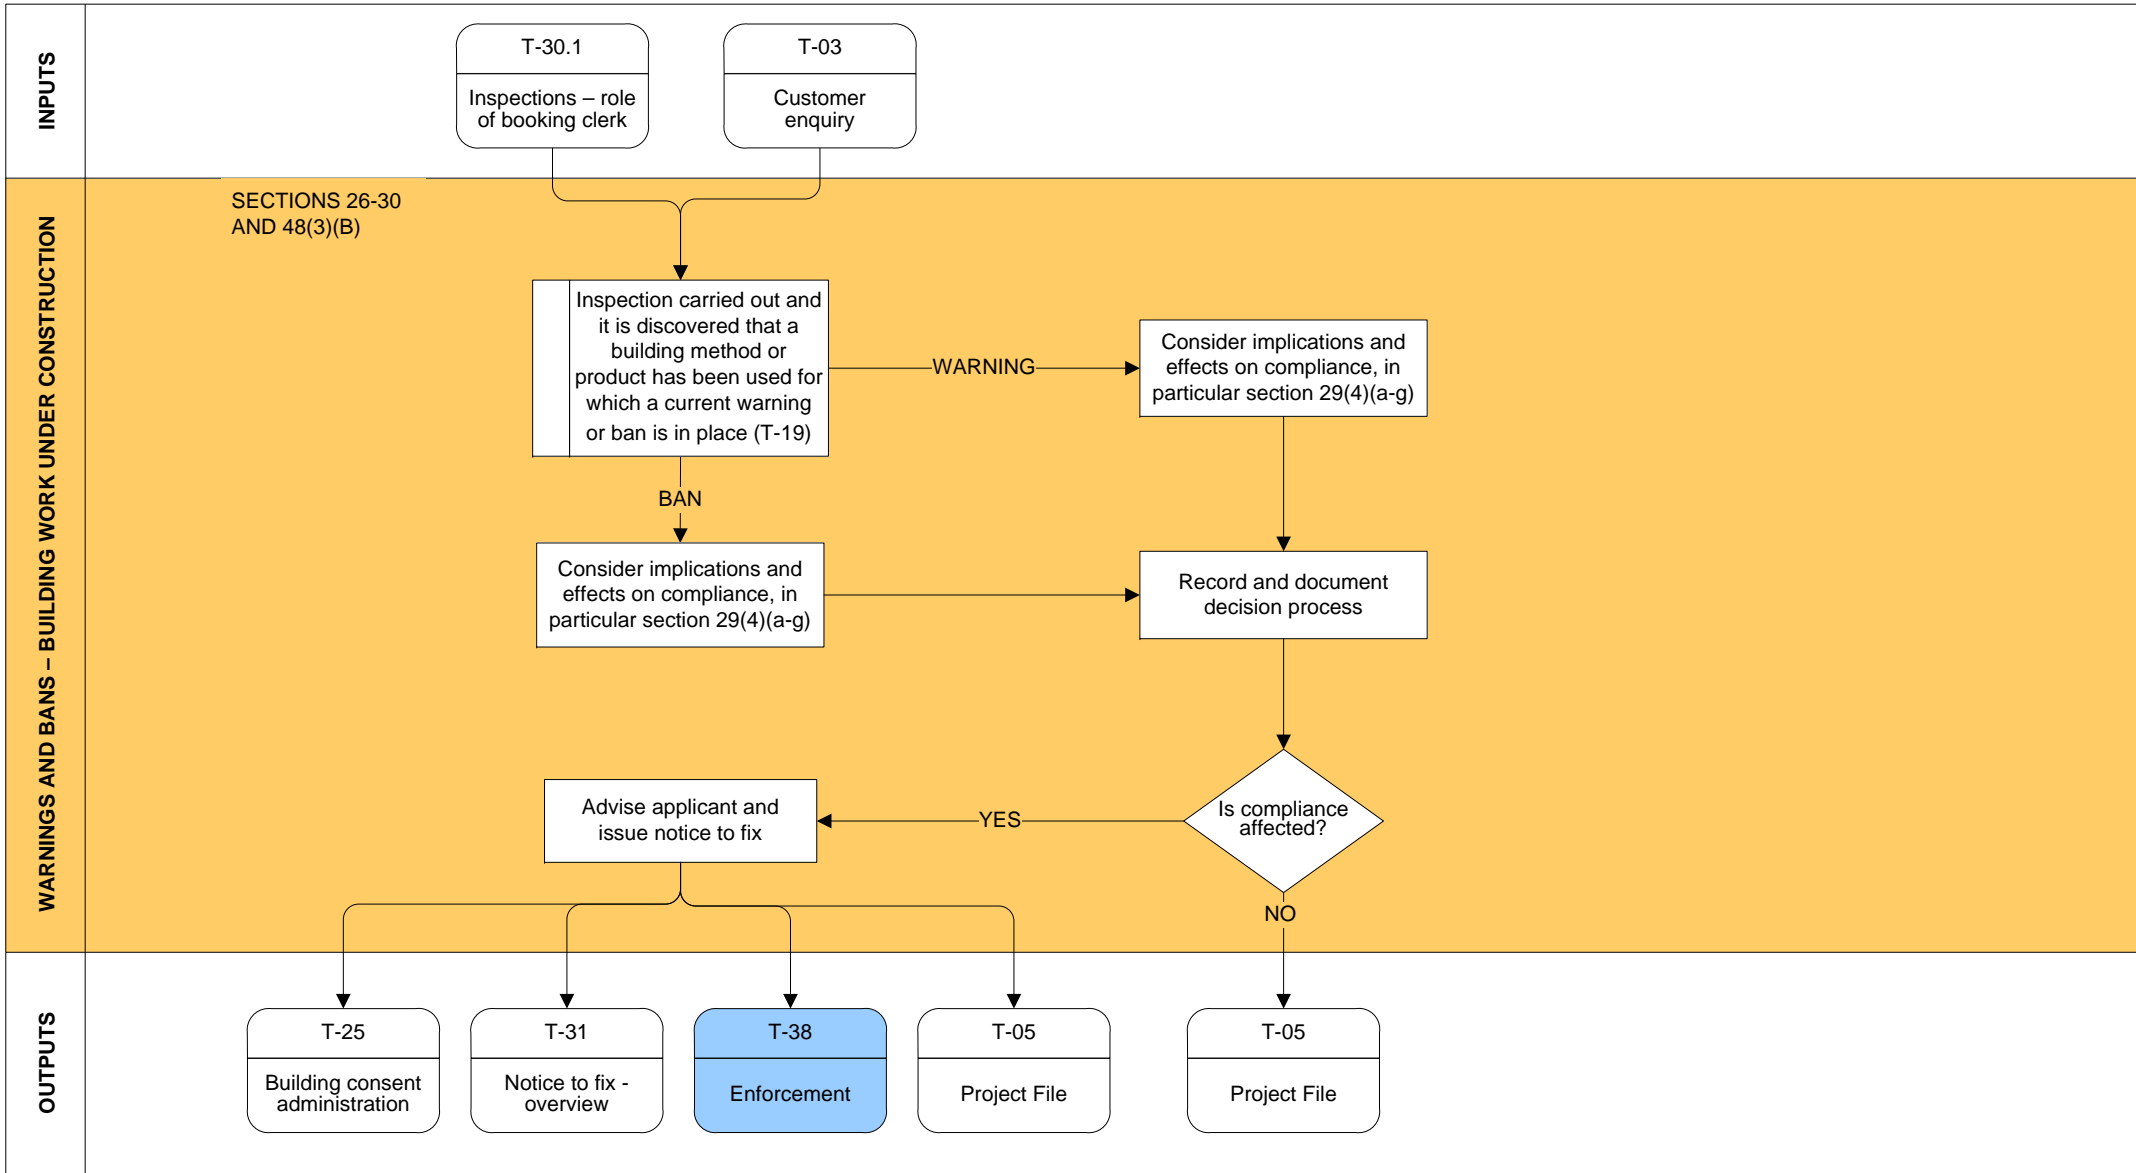 INPUTS
T-30.1
Inspections – role
of booking clerk
T-03
Customer
enquiry
WARNINGS AND BANS – BUILDING WORK UNDER CONSTRUCTION
SECTIONS 26-30
AND 48(3)(B)
Inspection carried out and
it is discovered that a
building method or
product has been used for
which a current warning
or ban is in place (T-19)
WARNING
Consider implications and
effects on compliance, in
particular section 29(4)(a-g)
BAN
Consider implications and
effects on compliance, in
particular section 29(4)(a-g)
Record and document
decision process
Is compliance
affected?
YES
Advise applicant and
issue notice to fix
NO
OUTPUTS
T-25
Building consent
administration
T-31
Notice to fix -
overview
T-38
Enforcement
T-05
Project File
T-05
Project File